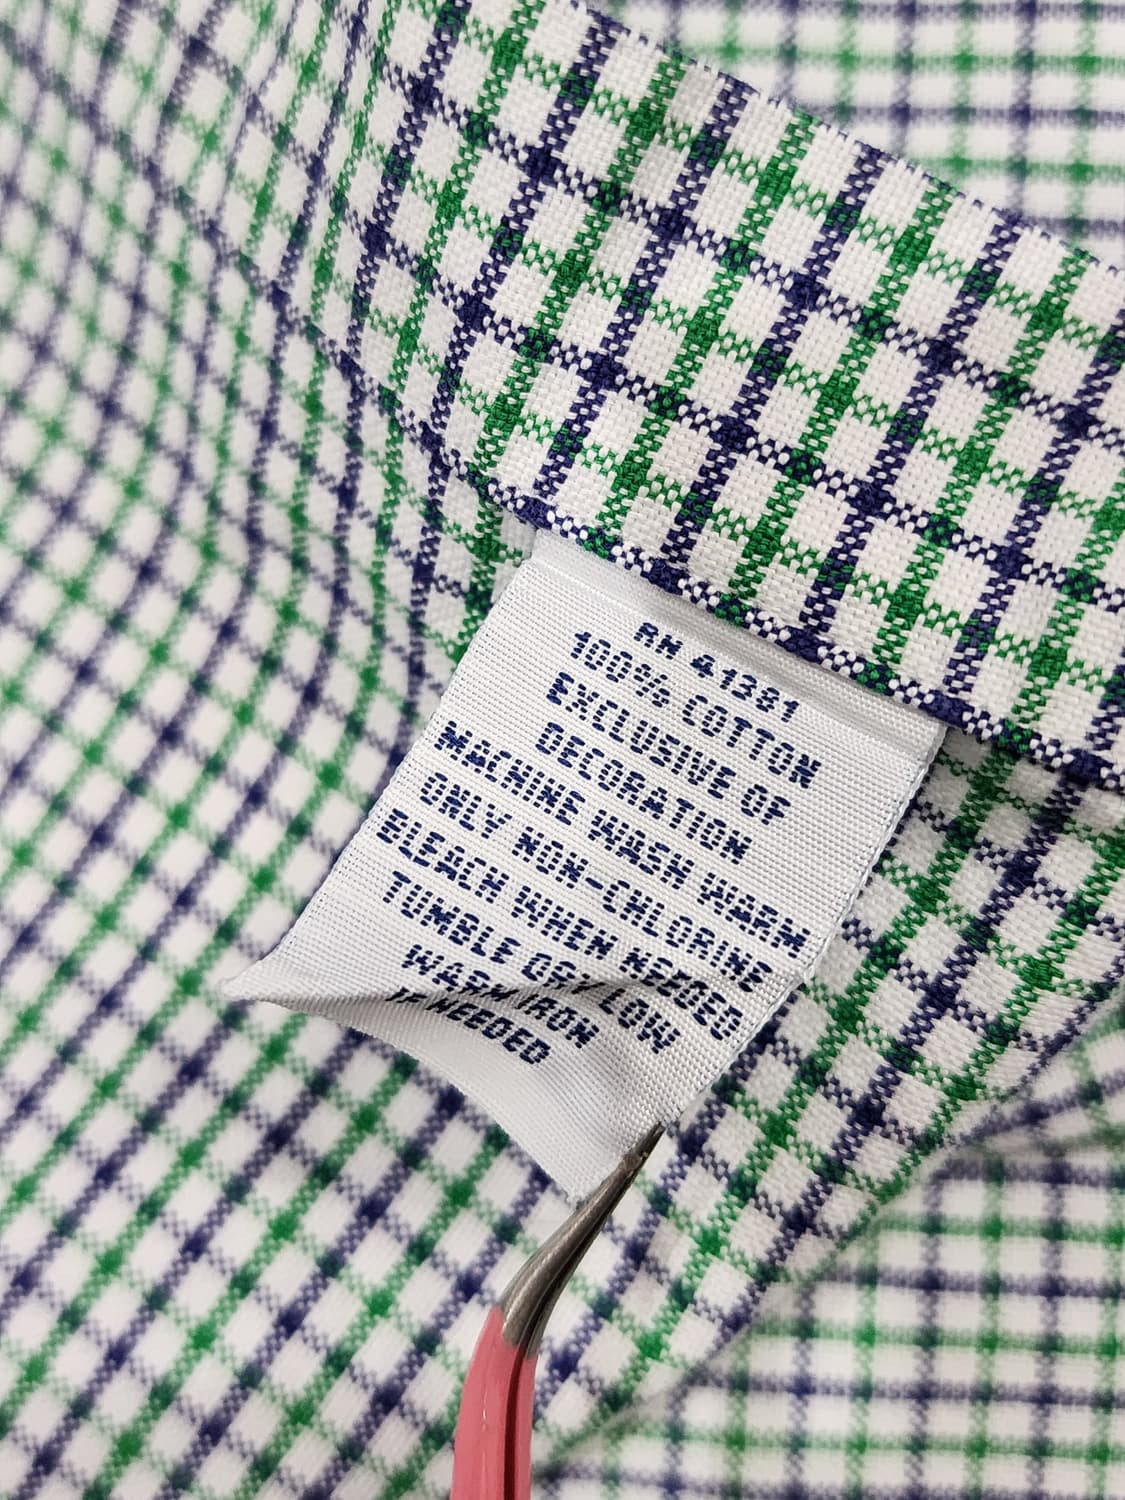 RN 41381
100% COTTON
EXCLUSIVE OF
DECORATION
MACHINE WASH WARM
ONLY NON-CHLORINE
BLEACH WHEN NEEDED
TUMBLE DRY LOW
WARM IRON
IF NEEDED